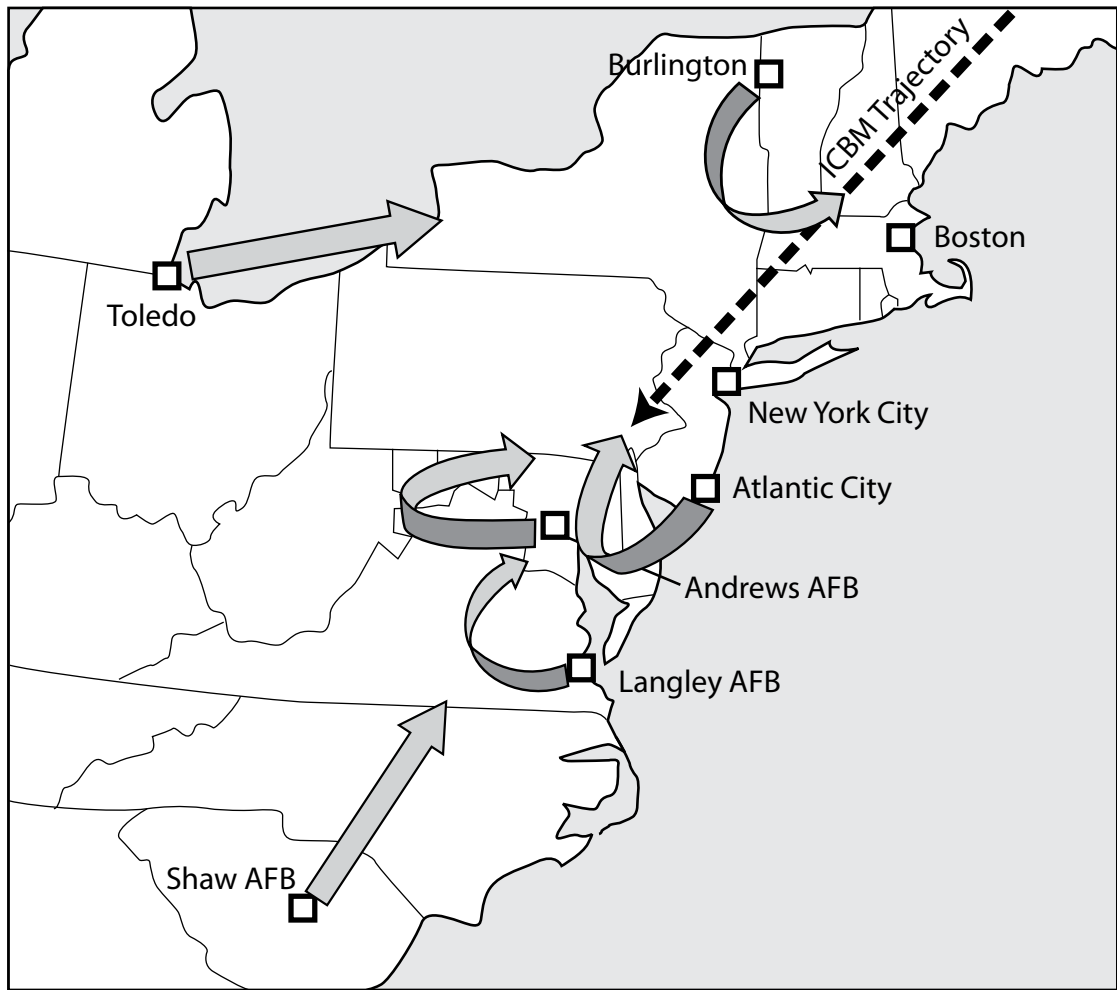 Burlington
ICBM Trajectory
Boston
Toledo
New York City
Atlantic City
Andrews AFB
Langley AFB
Shaw AFB